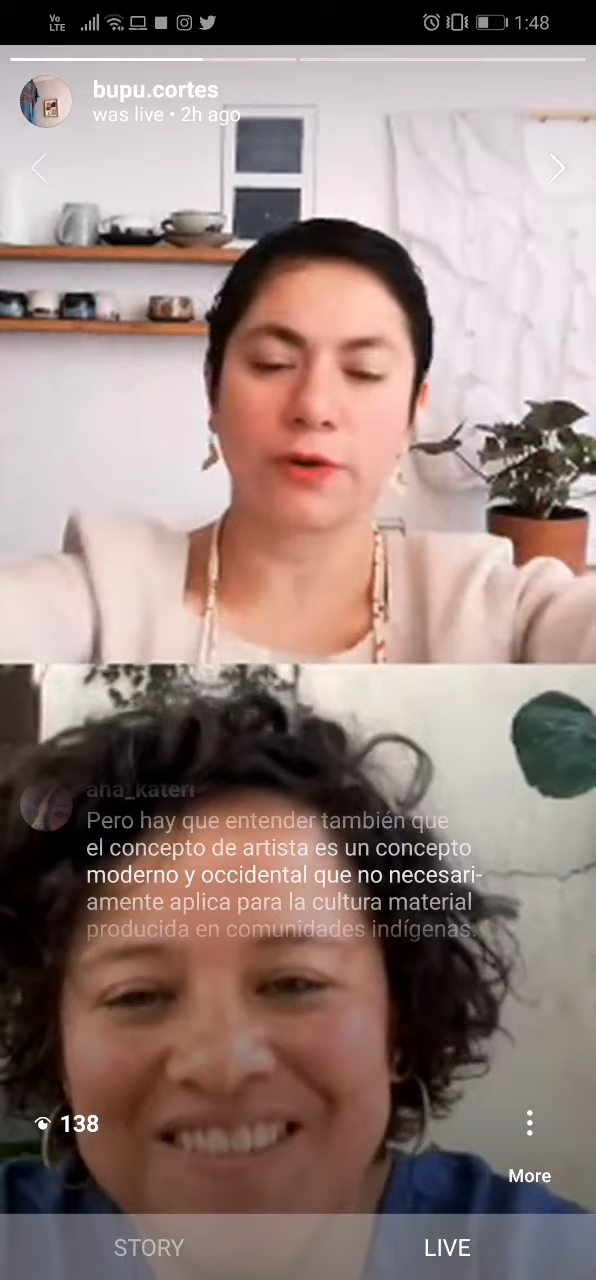 Vo
LTE
1:48
bupu.cortes
was live • 2h ago
ana_kateri
Pero hay que entender también que
el concepto de artista es un concepto
moderno y occidental que no necesari-
amente aplica para la cultura material
producida en comunidades indígenas.
138
More
STORY
LIVE